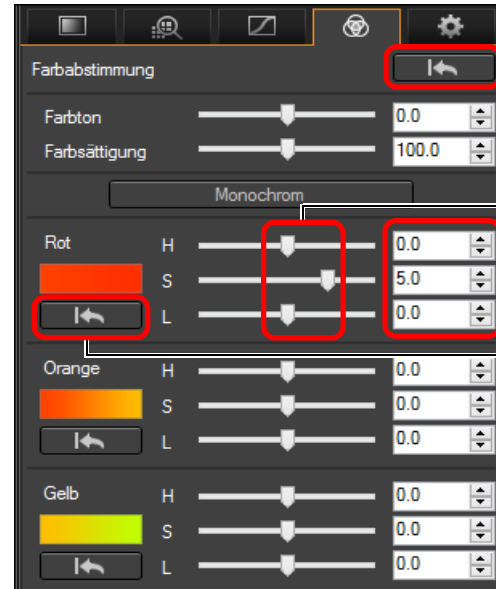 Farbabstimmung
Farbton 0.0
Farbsättigung 100.0
Monochrom
Rot H 0.0
S 5.0
L 0.0
Orange H 0.0
S 0.0
L 0.0
Gelb H 0.0
S 0.0
L 0.0